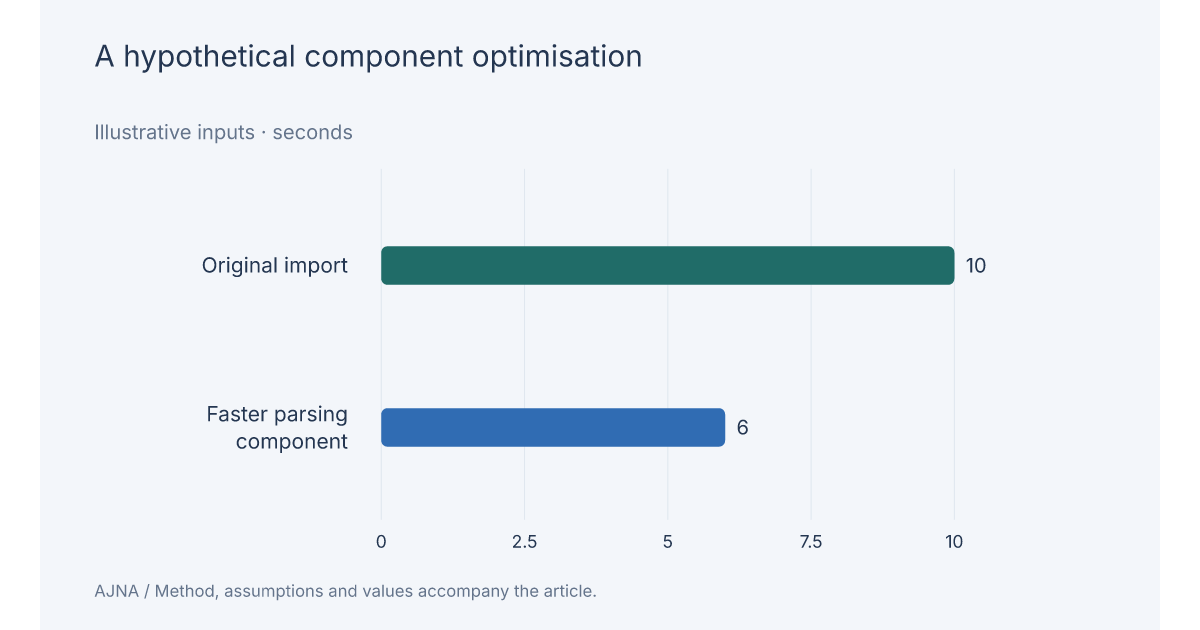 A hypothetical component optimisation
Illustrative inputs · seconds
Original import
10
Faster parsing
component
6
0 2.5 5 7.5 10
AJNA / Method, assumptions and values accompany the article.